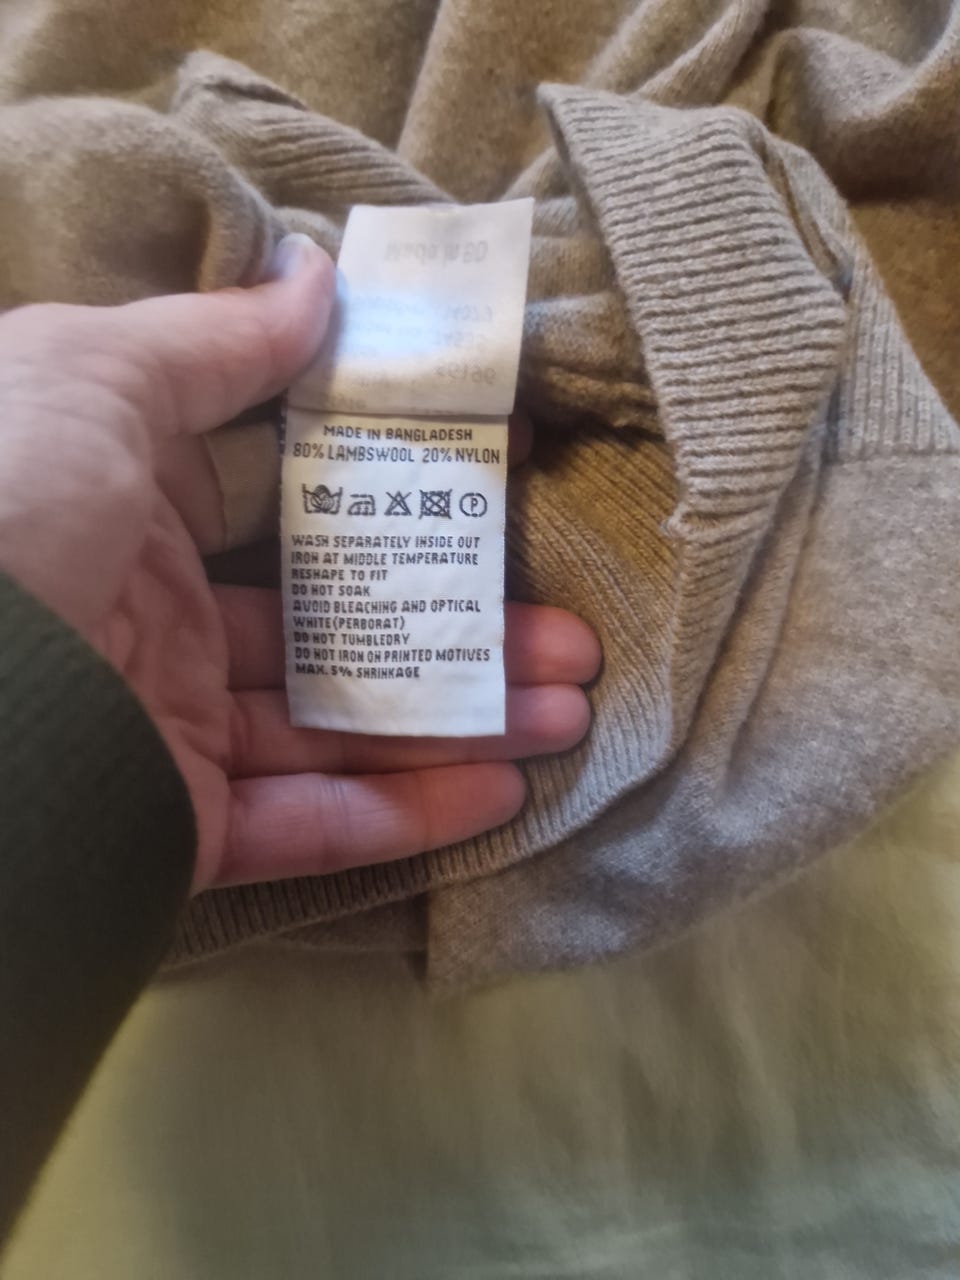 MADE IN BANGLADESH
80% LAMBSWOOL 20% NYLON
P
WASH SEPARATELY INSIDE OUT
IRON AT MIDDLE TEMPERATURE
RESHAPE TO FIT
DO NOT SOAK
AVOID BLEACHING AND OPTICAL
WHITE(PERBORAT)
DO NOT TUMBLEDRY
DO NOT IRON ON PRINTED MOTIVES
MAX. 5% SHRINKAGE